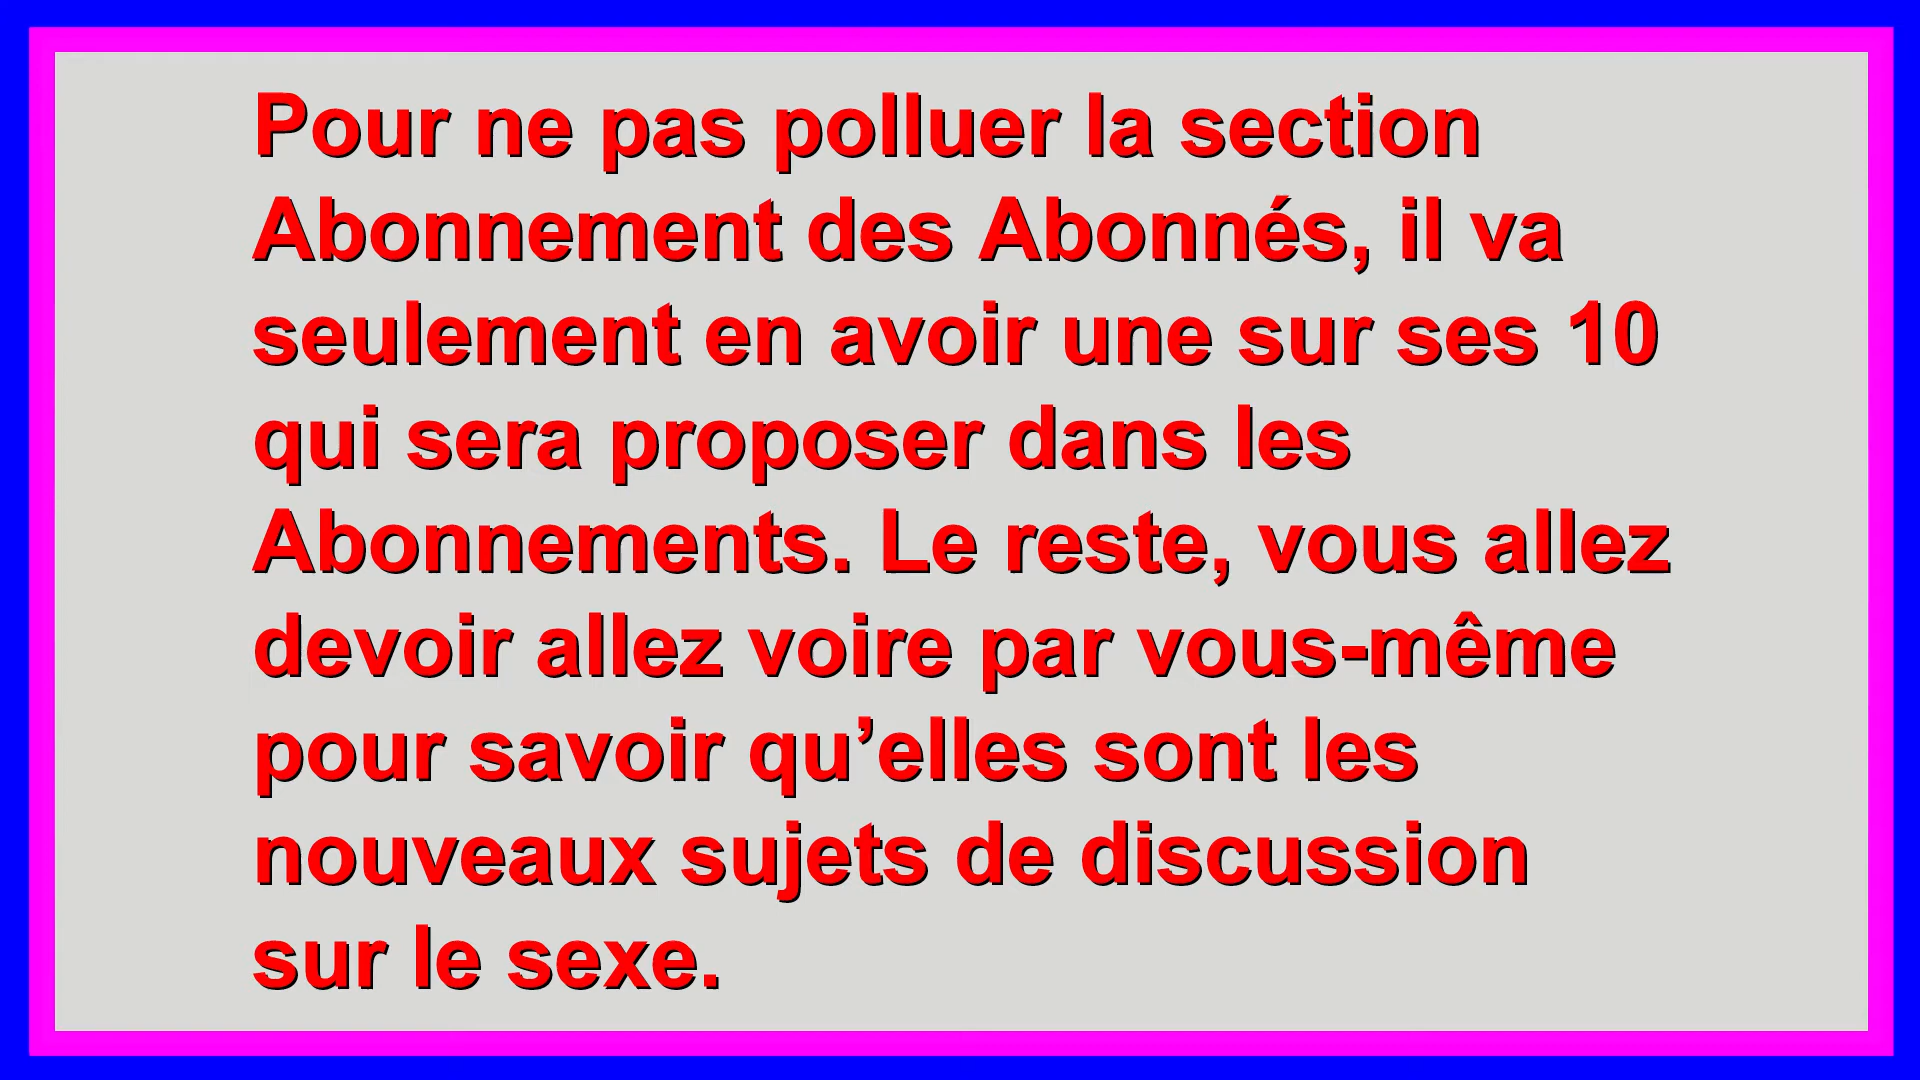 Pour ne pas polluer la section
Abonnement des Abonnés, il va
seulement en avoir une sur ses 10
qui sera proposer dans les
Abonnements. Le reste, vous allez
devoir allez voire par vous-même
pour savoir qu’elles sont les
nouveaux sujets de discussion
sur le sexe.